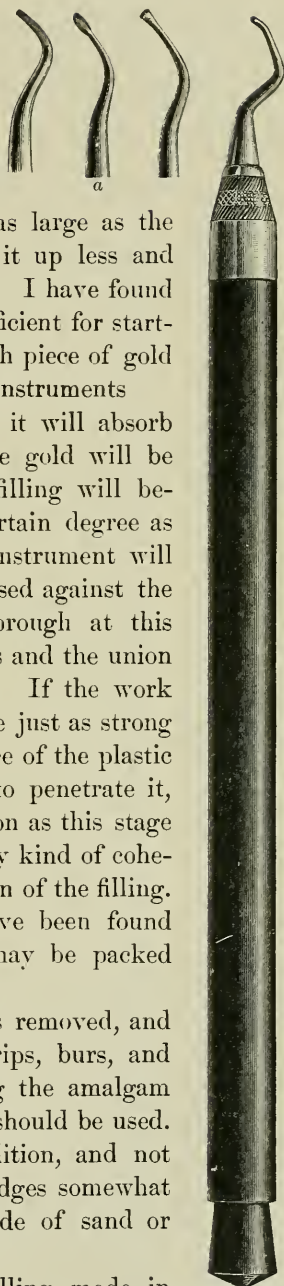 a
as large as the
it up less and
I have found
ficient for start-
h piece of gold
nstruments
it will absorb
e gold will be
filling will be-
rtain degree as
nstrument will
sed against the
orough at this
s and the union
If the work
e just as strong
e of the plastic
to penetrate it,
on as this stage
y kind of cohe-
n of the filling.
ve been found
may be packed
s removed, and
rips, burs, and
g the amalgam
should be used.
lition, and not
dges somewhat
de of sand or
lling made in